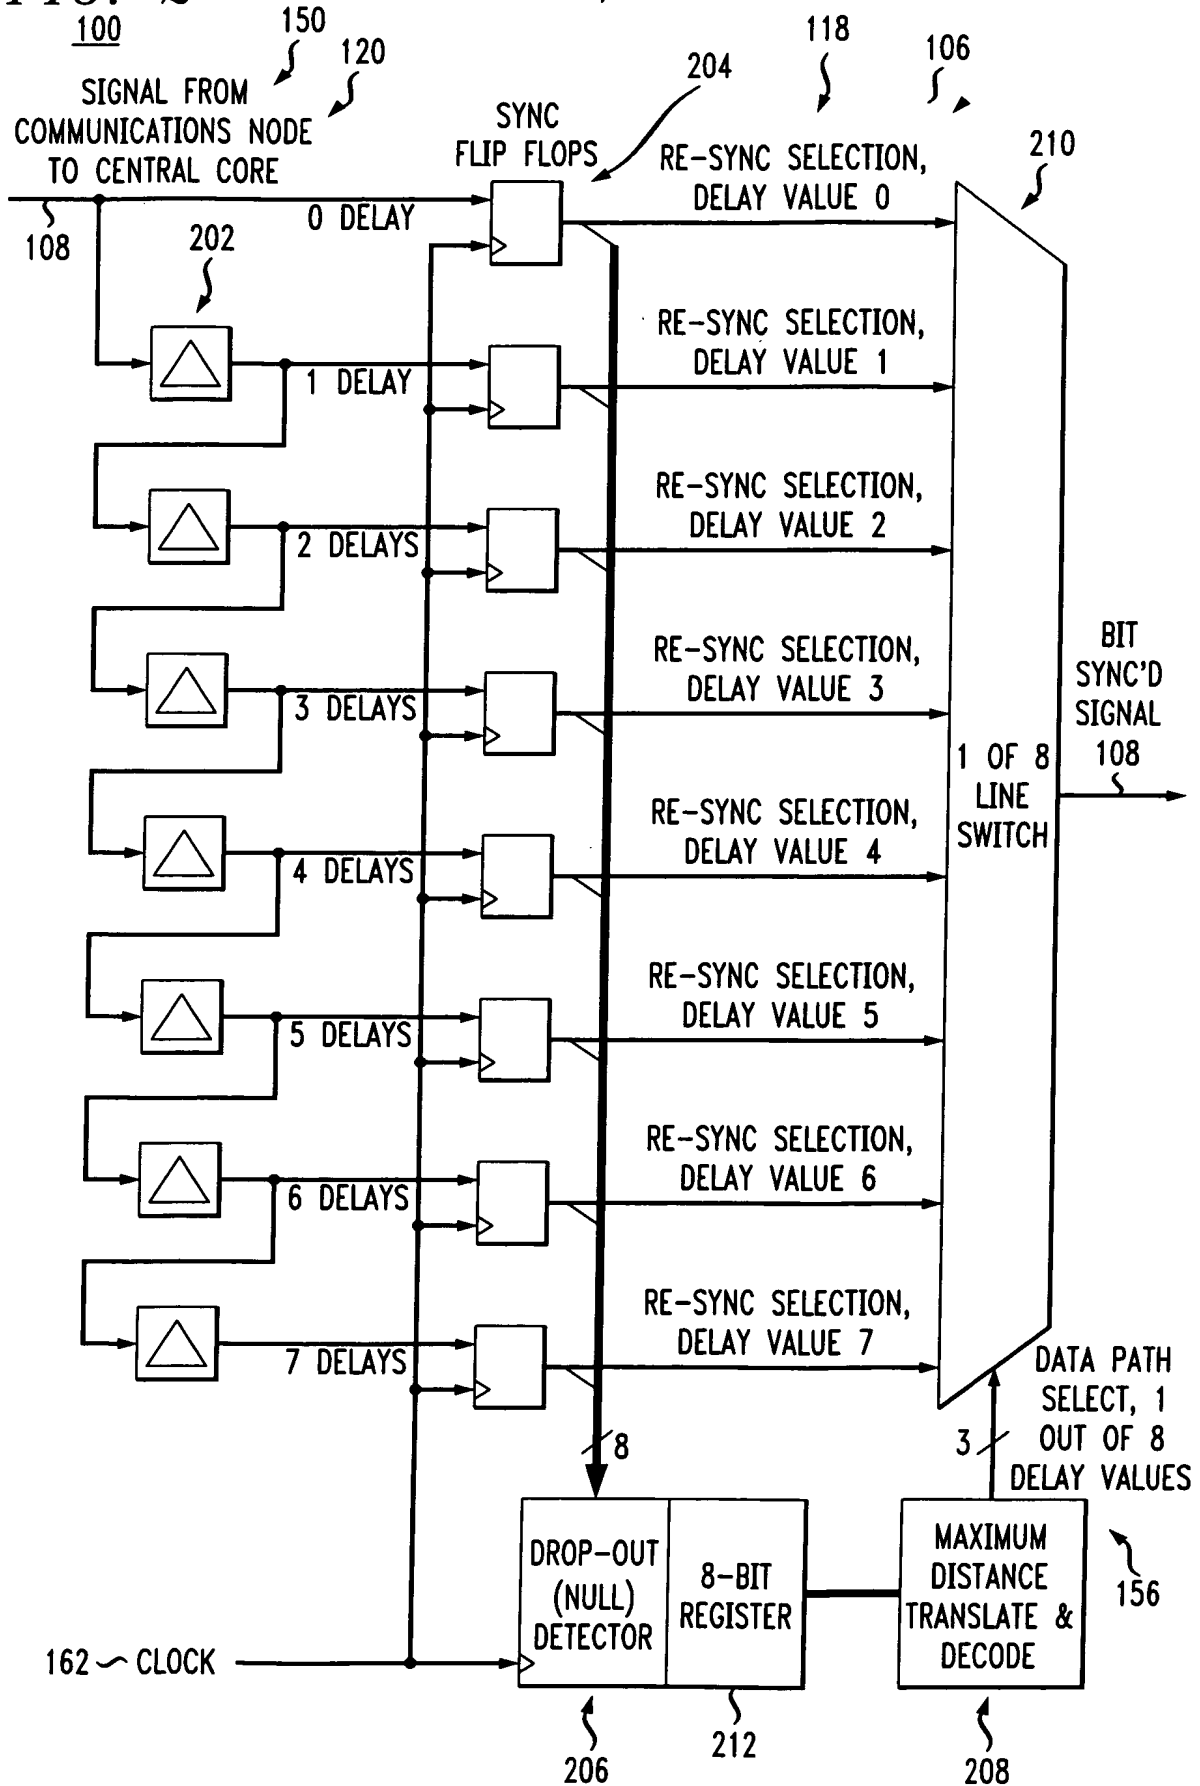 FIG. 2
100
150
120
118
106
204
210
SIGNAL FROM
COMMUNICATIONS NODE
TO CENTRAL CORE
SYNC
FLIP FLOPS
RE-SYNC SELECTION,
DELAY VALUE 0
0 DELAY
108
202
RE-SYNC SELECTION,
DELAY VALUE 1
1 DELAY
RE-SYNC SELECTION,
DELAY VALUE 2
2 DELAYS
RE-SYNC SELECTION,
DELAY VALUE 3
3 DELAYS
BIT
SYNC'D
SIGNAL
108
1 OF 8
LINE
SWITCH
RE-SYNC SELECTION,
DELAY VALUE 4
4 DELAYS
RE-SYNC SELECTION,
DELAY VALUE 5
5 DELAYS
RE-SYNC SELECTION,
DELAY VALUE 6
6 DELAYS
RE-SYNC SELECTION,
DELAY VALUE 7
7 DELAYS
DATA PATH
SELECT, 1
OUT OF 8
DELAY VALUES
8
3
DROP-OUT
(NULL)
DETECTOR
8-BIT
REGISTER
MAXIMUM
DISTANCE
TRANSLATE &
DECODE
156
162 CLOCK
206
212
208